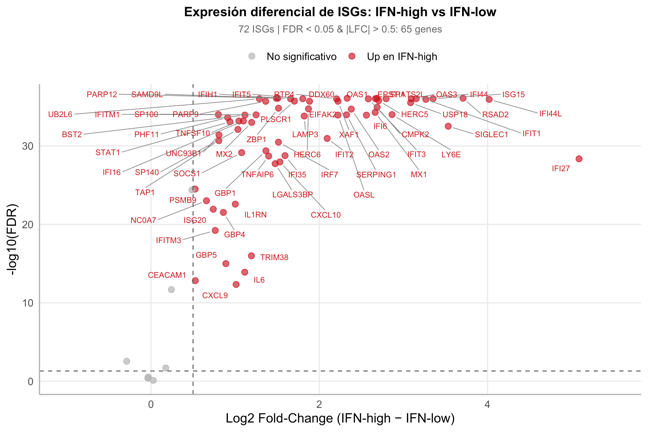 Expresión diferencial de ISGs: IFN-high vs IFN-low
72 ISGs | FDR < 0.05 & |LFC| > 0.5: 65 genes
No significativo
Up en IFN-high
PARP12
SAMD9L
IFIH1
IFIT5
RTP4
DDX60
OAS1
EPSTI1
OAS3
IFI44
ISG15
UBL6
IFITM1
SP100
PARP9
PLSCR1
EIFAK2
XAF1
HERC5
USP18
RSAD2
IFI44L
BST2
PHF11
TNFSF10
ZBP1
LAMP3
IFI6
CMPK2
SIGLEC1
IFIT1
STAT1
UNC93B1
MX2
HERC6
IFIT2
OAS2
IFIT3
LY6E
IFI27
IFI16
SP140
SOCS1
TNFAIP6
IFI35
IRF7
SERPING1
MX1
TAP1
GBP1
LGALS3BP
OASL
PSMB9
NC0A7
ISG20
IL1RN
CXCL10
IFITM3
GBP4
GBP5
TRIM38
CEACAM1
IL6
CXCL9
30
20
10
0
-log10(FDR)
0
2
4
Log2 Fold-Change (IFN-high − IFN-low)